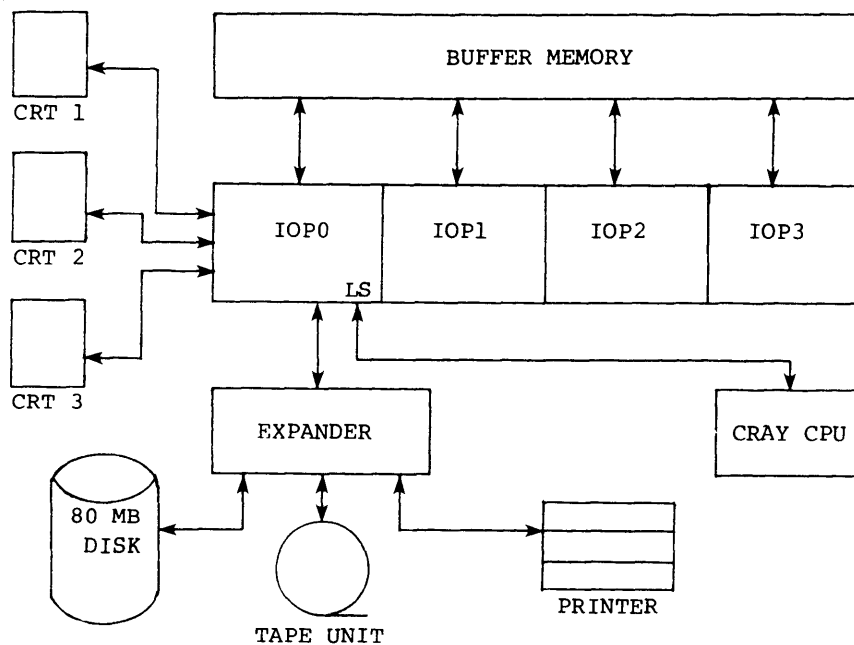 BUFFER MEMORY
CRT 1
IOP0
IOP1
IOP2
IOP3
CRT 2
LS
CRT 3
EXPANDER
CRAY CPU
80 MB
DISK
PRINTER
TAPE UNIT